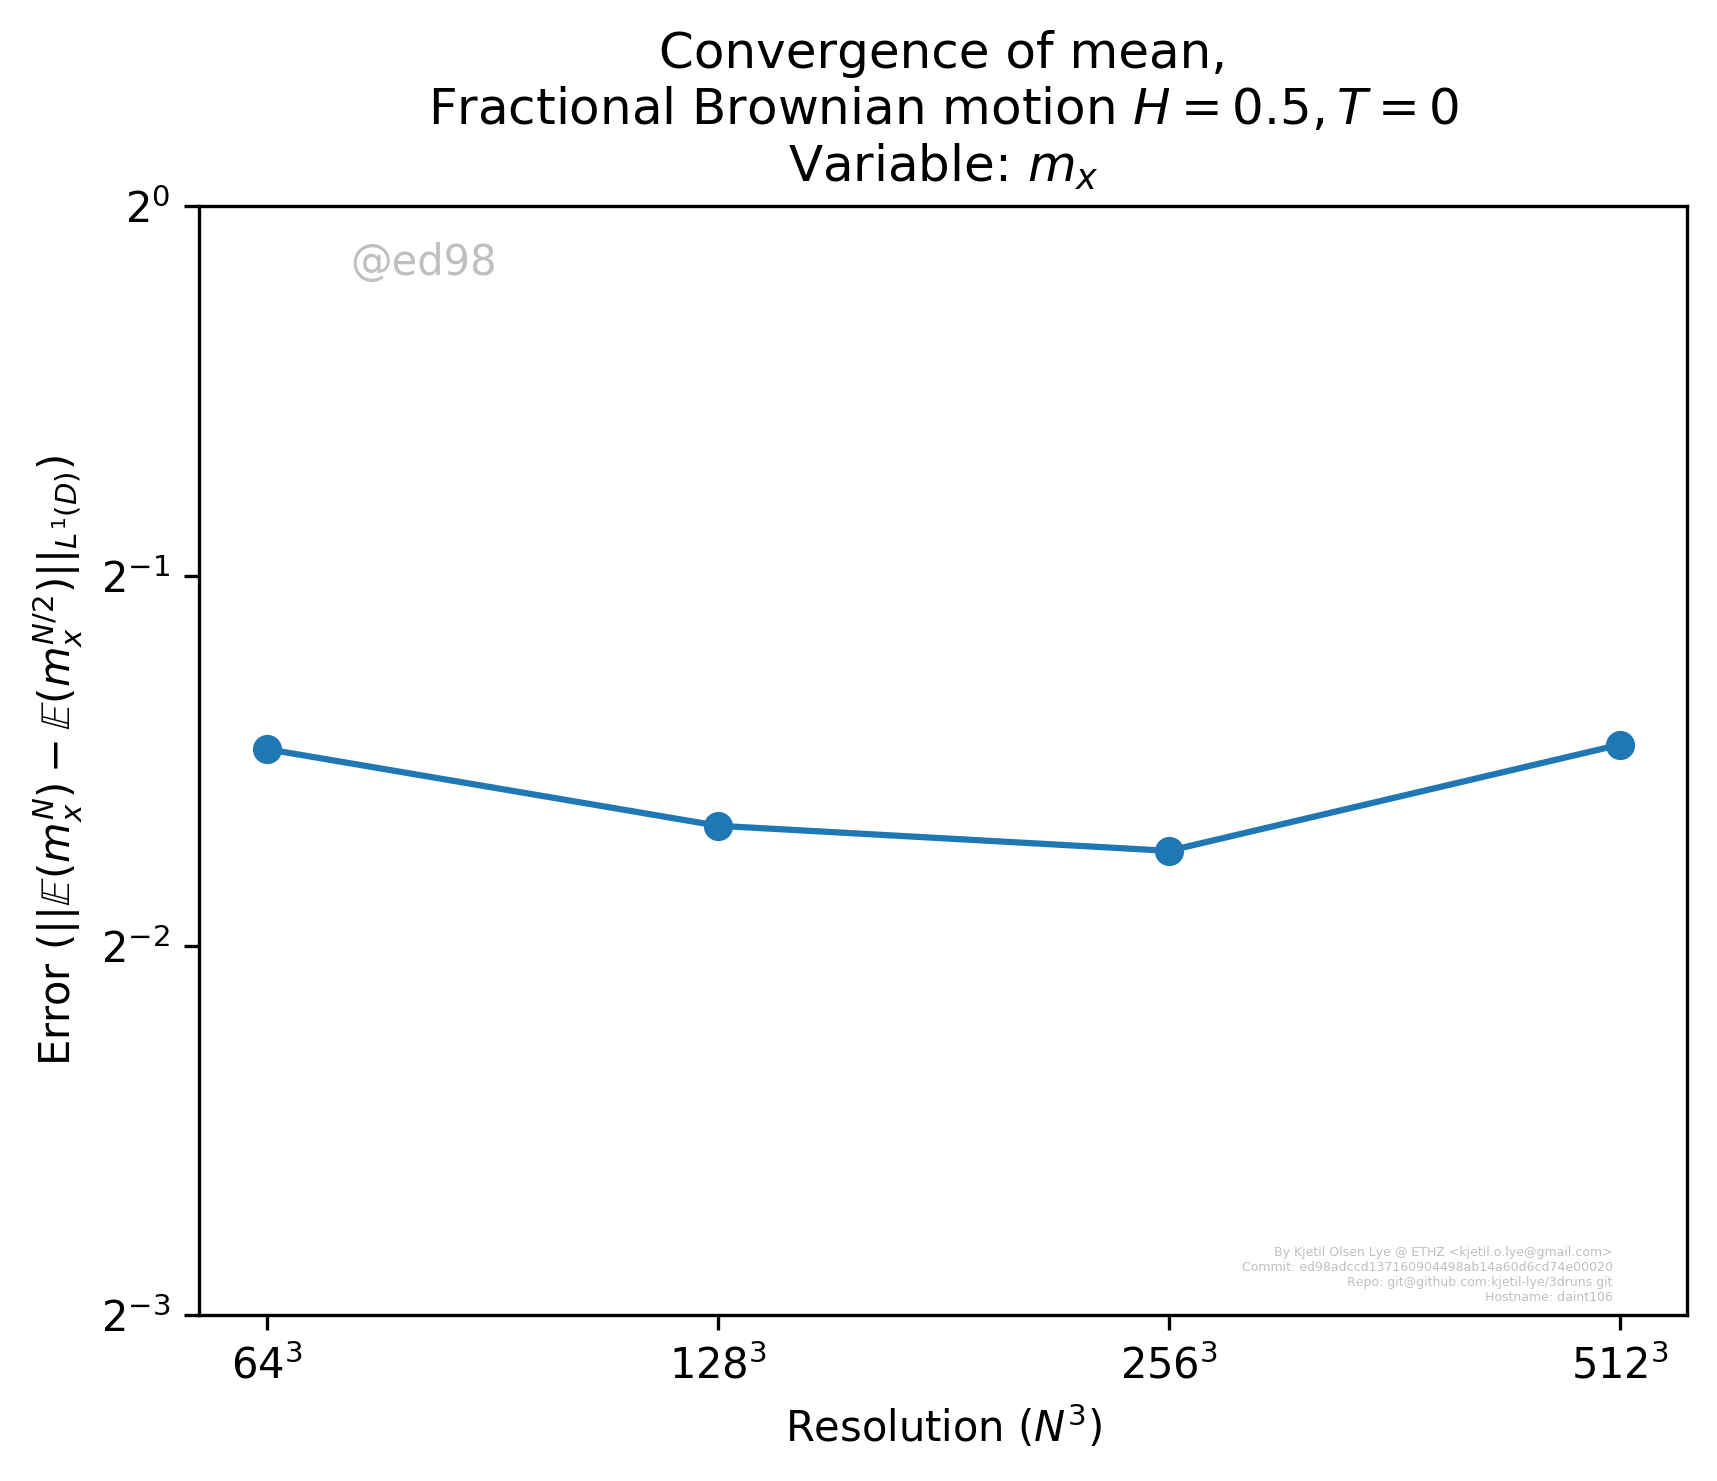 Convergence of mean,
Fractional Brownian motion $H = 0.5, T = 0$
Variable: $m_x$
@ed98
$2^0$
$2^{-1}$
$2^{-2}$
$2^{-3}$
Error ($||\mathbb{E}(m_x^N) - \mathbb{E}(m_x^{N/2})||_{L^1(D)}$)
By Kjetil Olsen Lye @ ETHZ <kjetil.o.lye@gmail.com>
Commit: ed98adccd137160904498ab14a60d6cd74e00020
Repo: git@github.com:kjetil-lye/3druns.git
Hostname: daint106
$64^3$ $128^3$ $256^3$ $512^3$
Resolution ($N^3$)